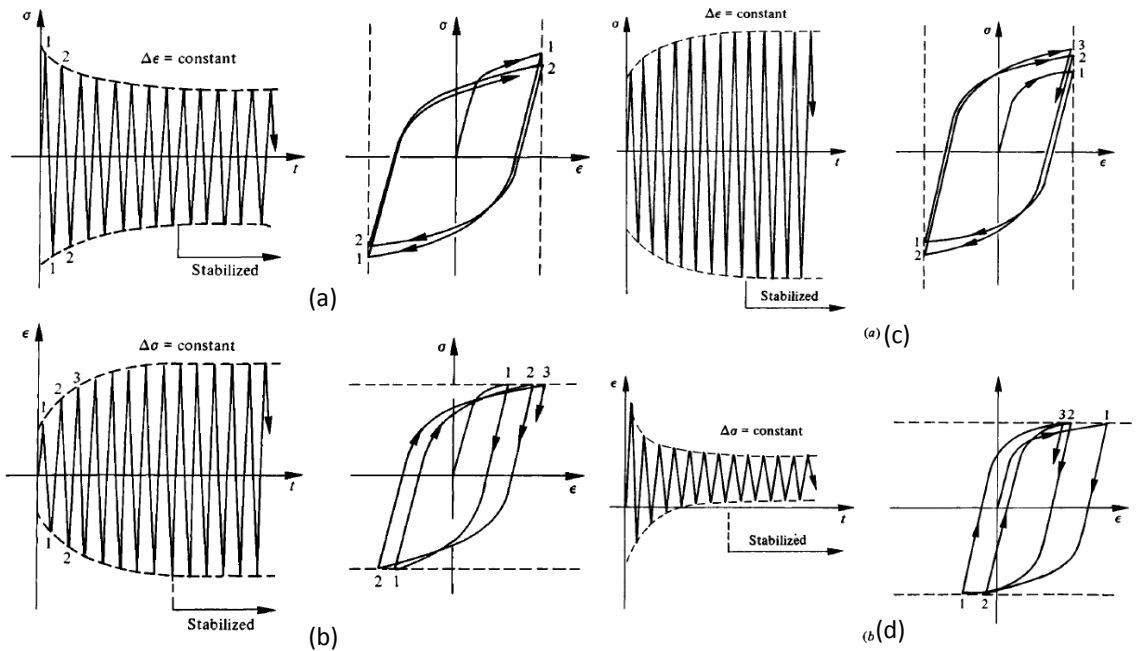 σ
1
2
Δϵ = constant
t
1
2
Stabilized
σ
1
2
ϵ
2
1
(a)
σ
Δϵ = constant
t
Stabilized
σ
3
2
1
ϵ
1
2
(a) (c)
ϵ
Δσ = constant
1
2
3
t
1
2
Stabilized
σ
1 2 3
ϵ
2 1
(b)
ϵ
Δσ = constant
t
Stabilized
32 1
ϵ
1 2
(b (d)